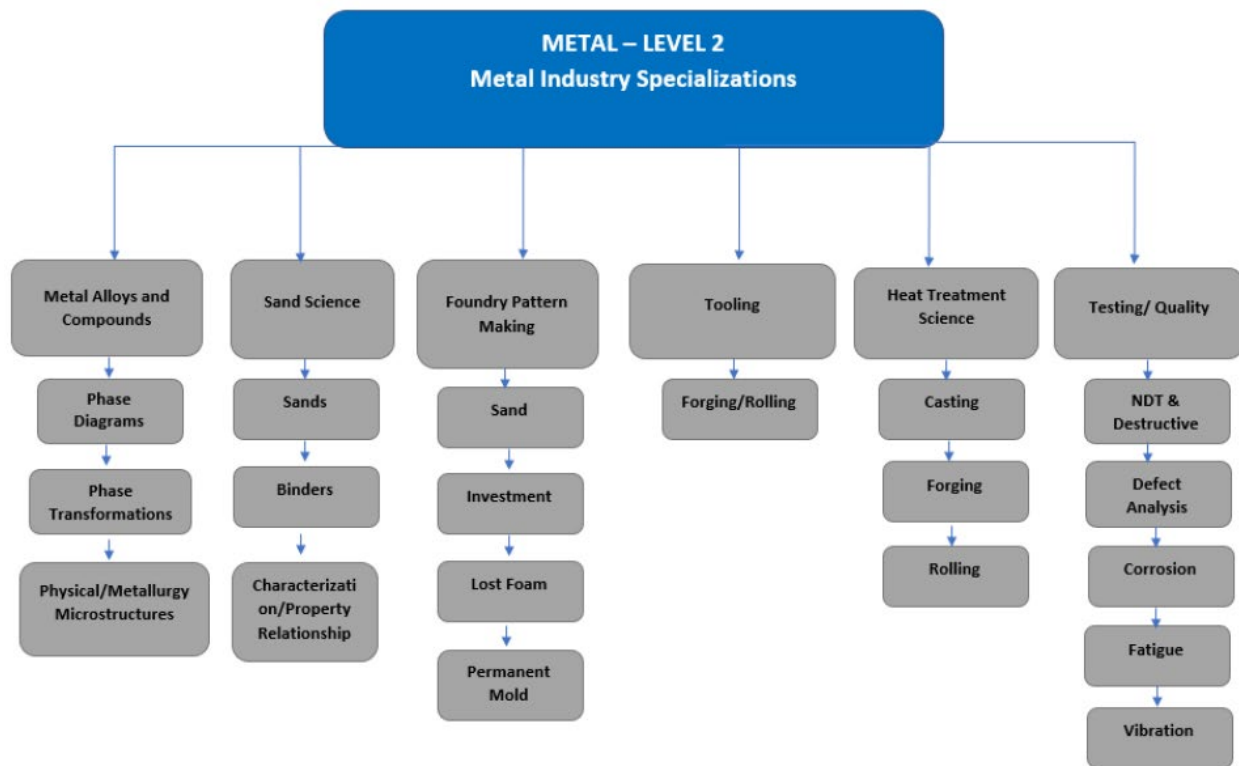 METAL – LEVEL 2
Metal Industry Specializations
Metal Alloys and
Compounds
Sand Science
Foundry Pattern
Making
Tooling
Heat Treatment
Science
Testing/ Quality
Phase
Diagrams
Sands
Sand
Forging/Rolling
Casting
NDT &
Destructive
Phase
Transformations
Binders
Investment
Forging
Defect
Analysis
Physical/Metallurgy
Microstructures
Characterizati
on/Property
Relationship
Lost Foam
Rolling
Corrosion
Permanent
Mold
Fatigue
Vibration